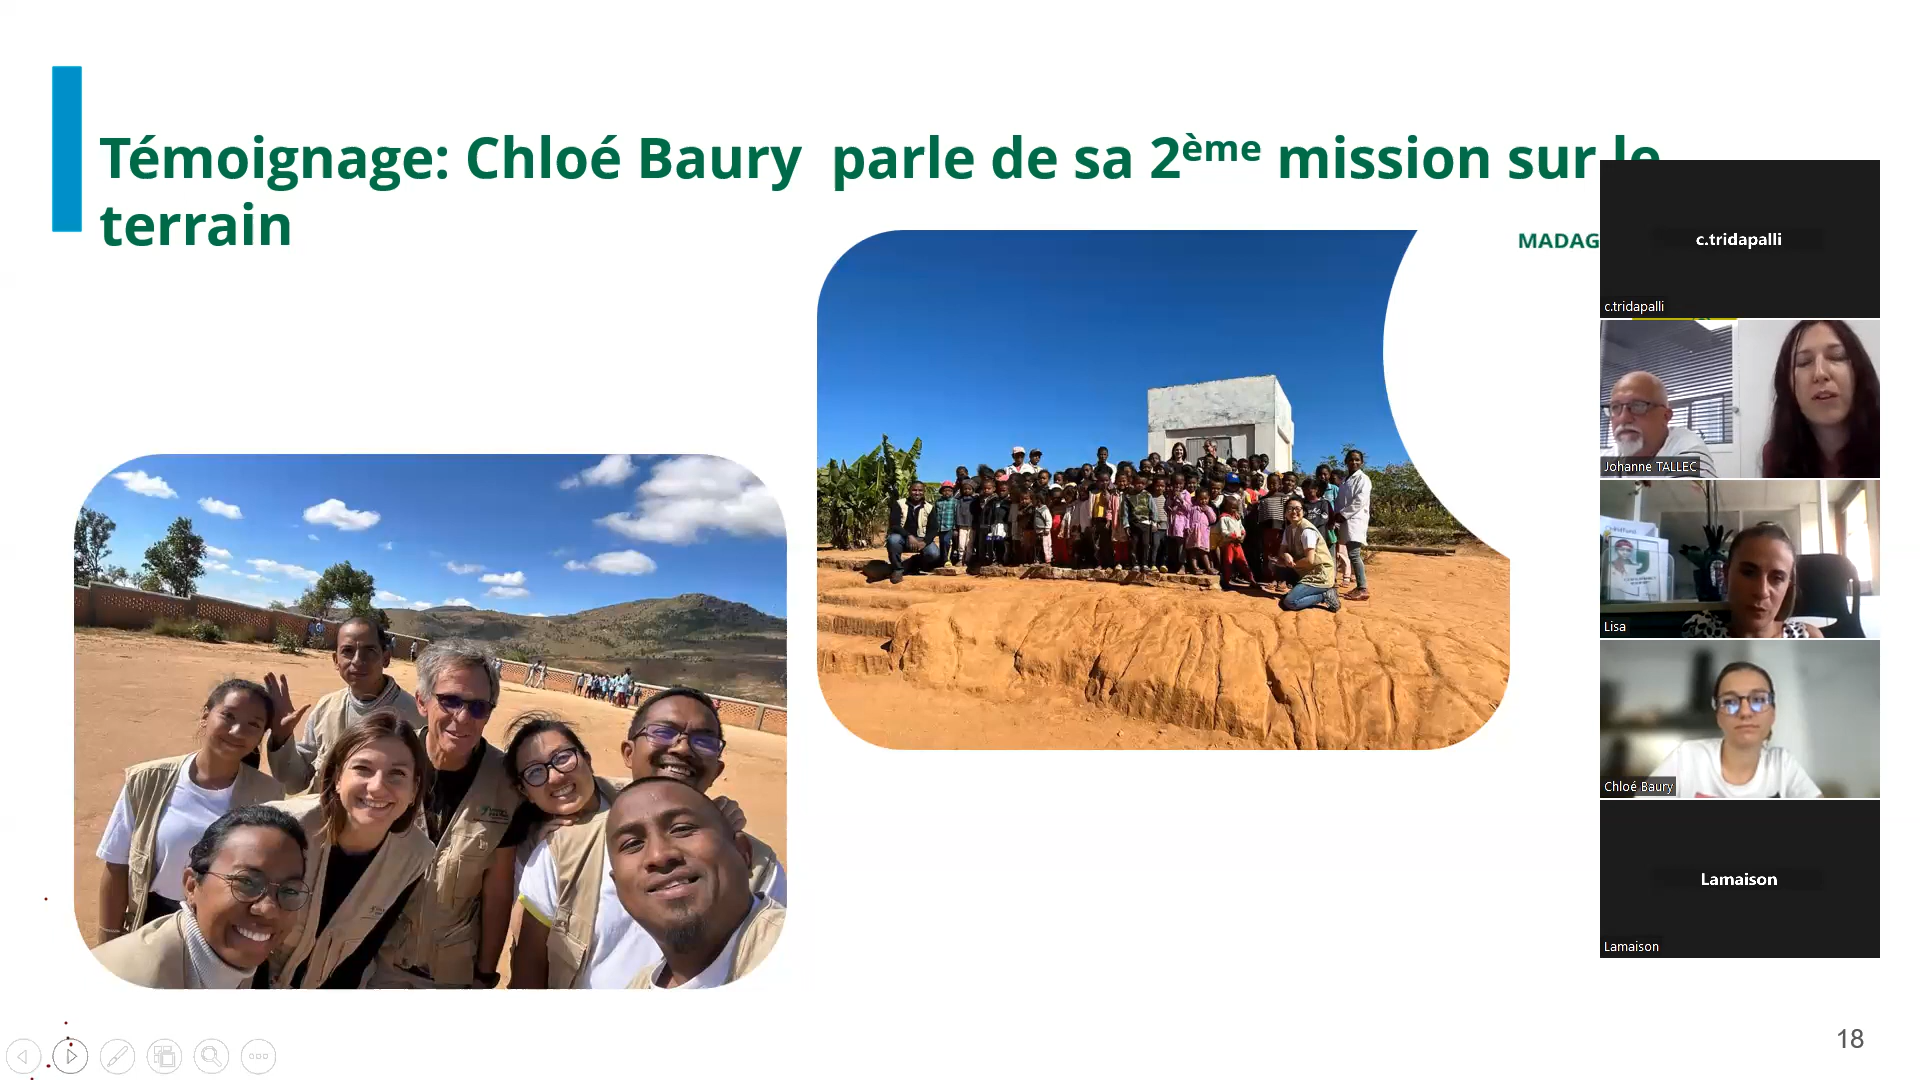 Témoignage: Chloé Baury parle de sa 2ème mission sur le
terrain
MADAG
c.tridapalli
c.tridapalli
Johanne TALLEC
Lisa
Chloé Baury
Lamaison
Lamaison
18